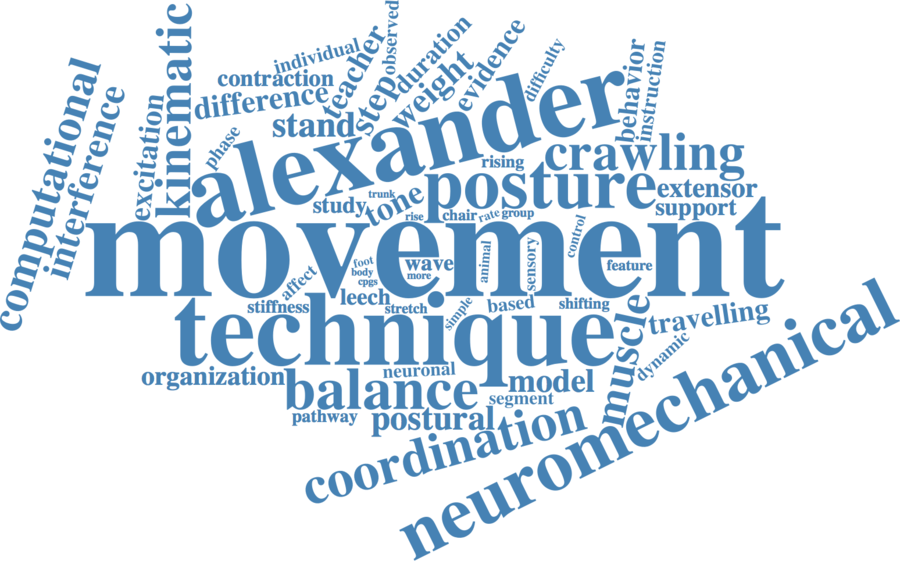 computational
interference
excitation
kinematic
phase
individual
contraction
difference
stand
teacher
step
observed
duration
weight
evidence
difficulty
behavior
instruction
alexander
rising
crawling
posture
extensor
support
study
trunk
tone
rise
chair
rate
group
movement
control
affect
foot
body
cpgs
wave
more
animal
sensory
feature
stiffness
leech
stretch
simple
based
shifting
technique
muscle
travelling
dynamic
organization
neuronal
balance
model
segment
pathway
postural
coordination
neuromechanical